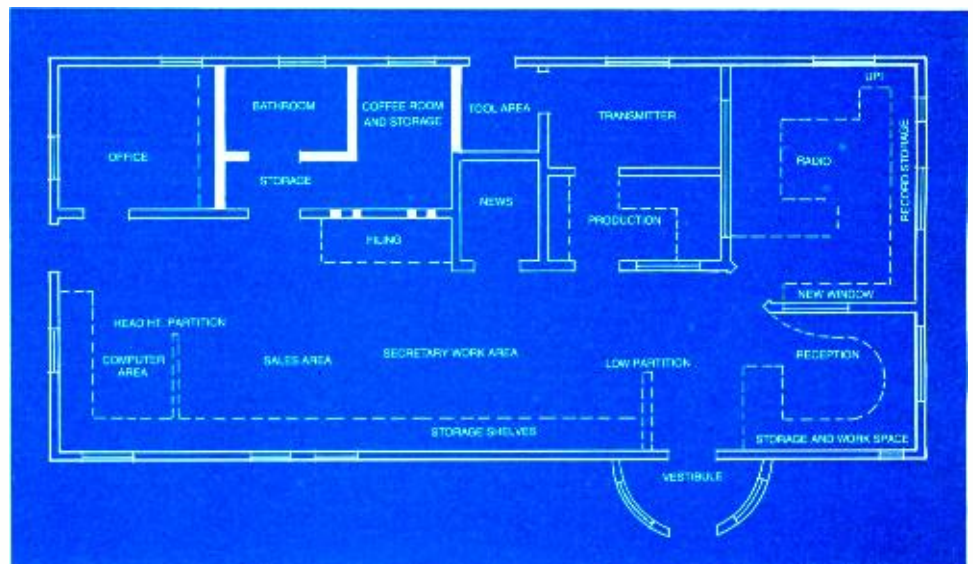 UPI
BATHROOM
COFFEE ROOM
AND STORAGE
TOOL AREA
TRANSMITTER
OFFICE
RADIO
RECORD STORAGE
STORAGE
NEWS
PRODUCTION
FILING
NEW WINDOW
HEAD HT. PARTITION
COMPUTER
AREA
SALES AREA
SECRETARY WORK AREA
LOW PARTITION
RECEPTION
STORAGE SHELVES
STORAGE AND WORK SPACE
VESTIBULE